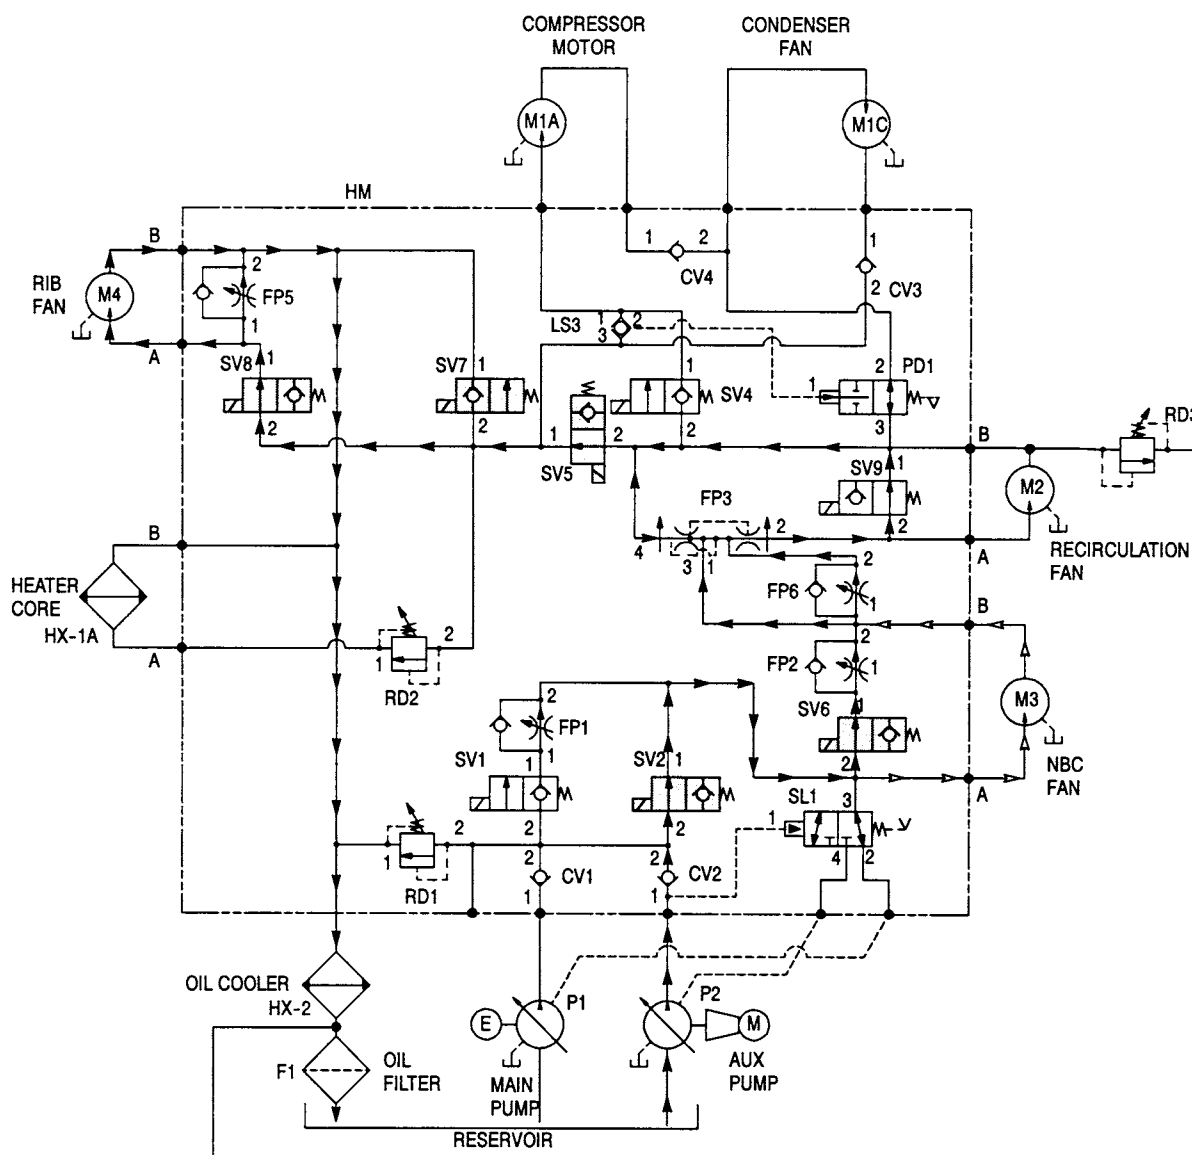 COMPRESSOR
MOTOR
CONDENSER
FAN
M1A
M1C
HM
B
1
2
CV4
1
2
CV3
RIB
FAN
M4
2
FP5
1
A
SV8
1
2
SV7
1
2
LS3
1
2
3
SV4
1
2
1
2
PD1
3
1
SV5
2
B
RD3
SV9
1
2
M2
FP3
4
3
1
2
A
RECIRCULATION
FAN
B
HEATER
CORE
HX-1A
A
1
2
RD2
FP6
2
1
B
2
FP2
1
M3
NBC
FAN
SV6
1
2
A
2
FP1
1
SV1
1
2
SV2
1
2
SL1
1
3
4
2
1
2
RD1
2
CV1
1
2
CV2
1
OIL COOLER
HX-2
F1
OIL
FILTER
E
P1
MAIN
PUMP
P2
M
AUX
PUMP
RESERVOIR